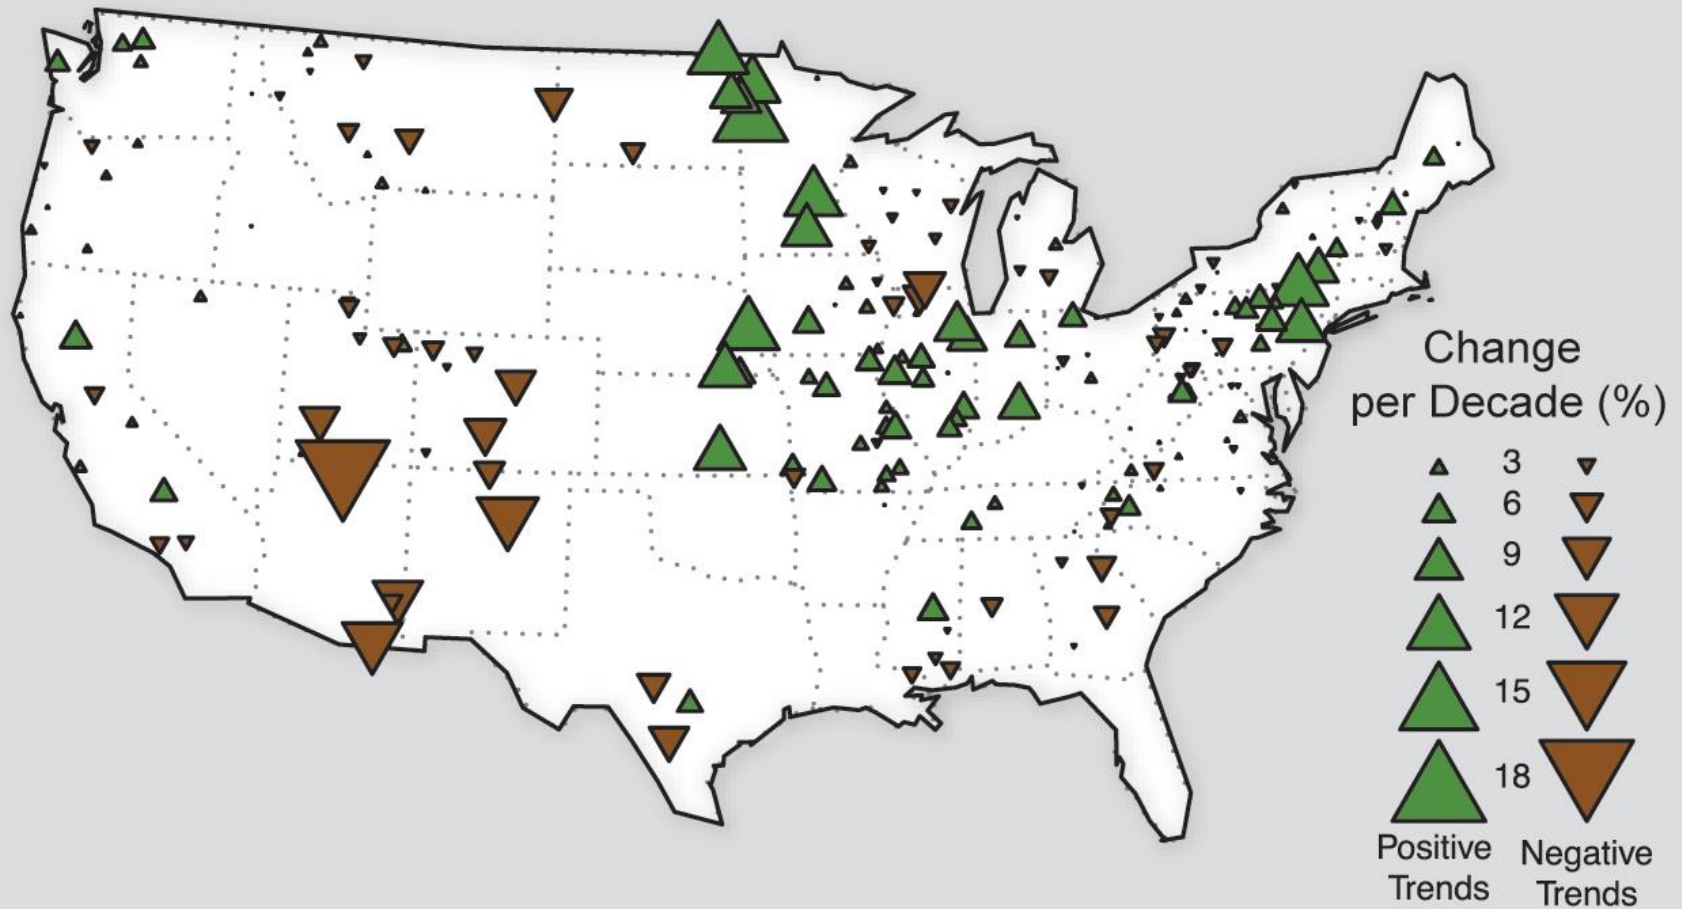 Change
per Decade (%)
3
6
9
12
15
18
Positive Negative
Trends Trends